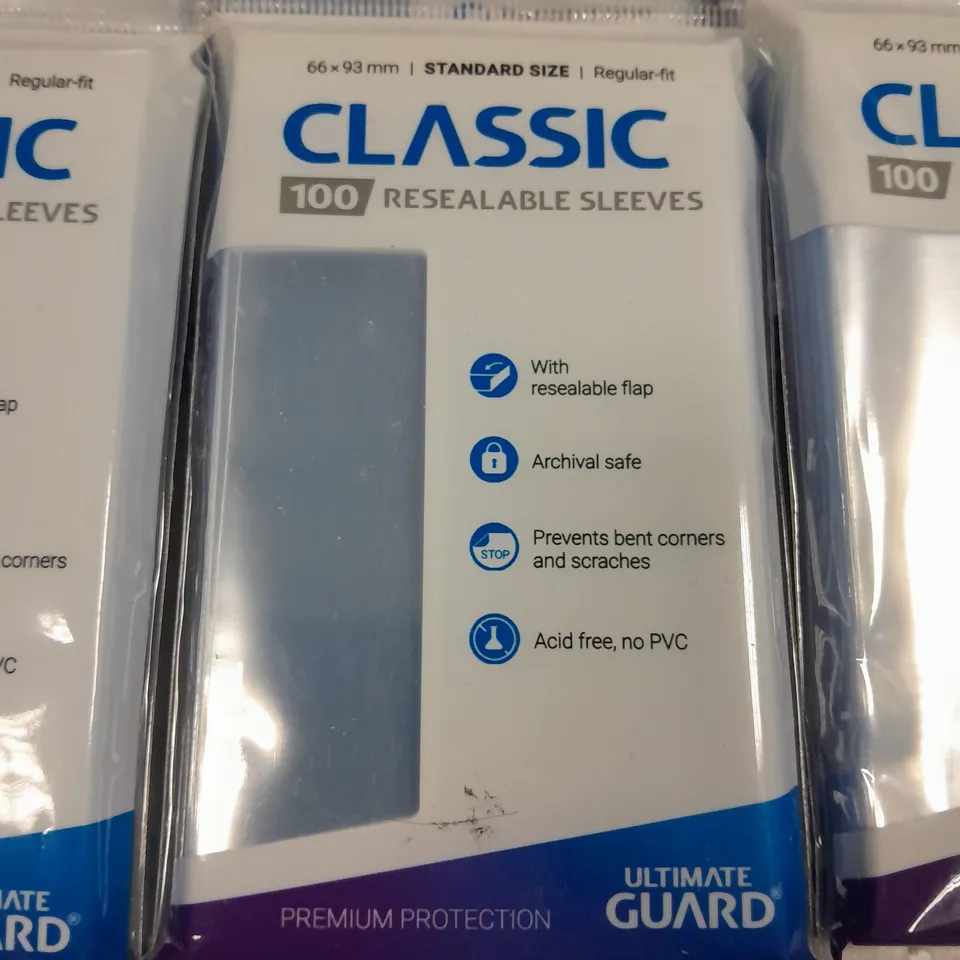 66 × 93 mm | STANDARD SIZE | Regular-fit
CLASSIC
100 RESEALABLE SLEEVES
With
resealable flap
Archival safe
STOP
Prevents bent corners
and scraches
Acid free, no PVC
PREMIUM PROTECTION
ULTIMATE
GUARD®
Regular-fit
IC
LEEVES
ap
corners
VC
MATE
ARD®
66 × 93 mm
CL
100